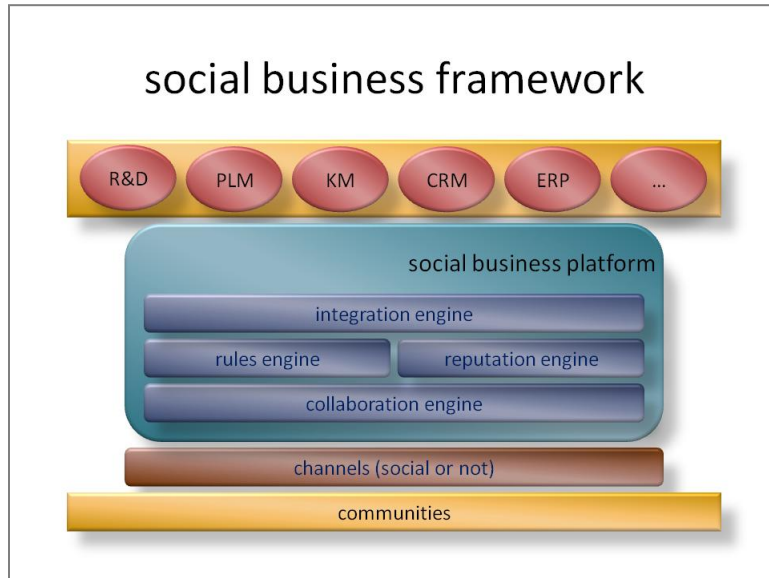 social business framework
R&D PLM KM CRM ERP ...
social business platform
integration engine
rules engine reputation engine
collaboration engine
channels (social or not)
communities